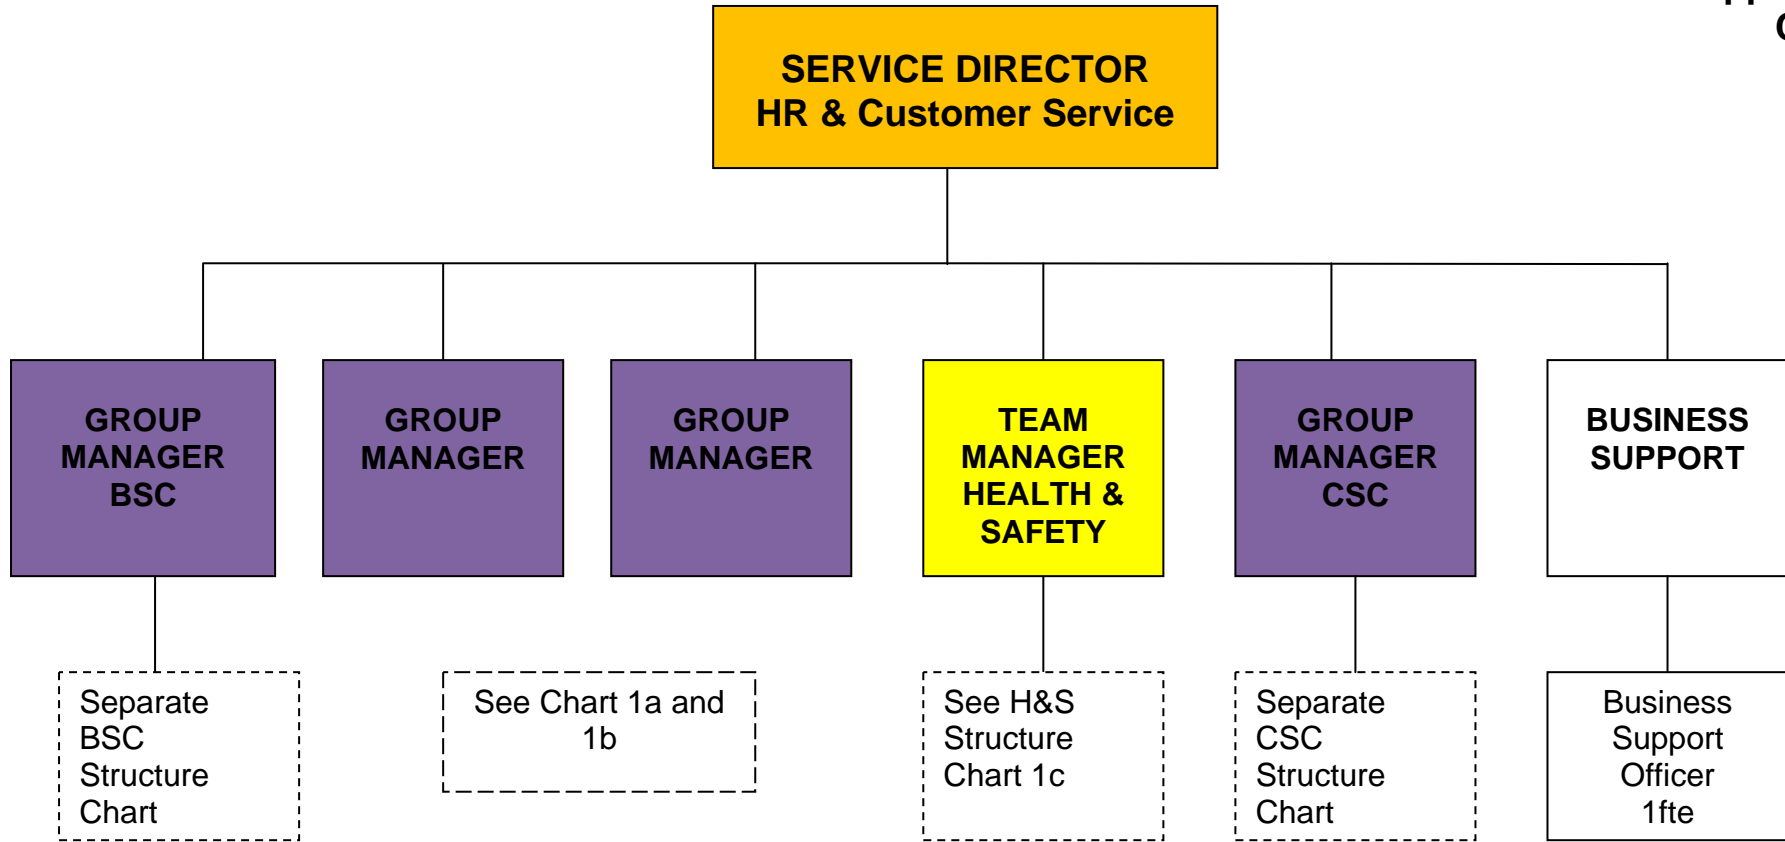 SERVICE DIRECTOR
HR & Customer Service
GROUP
MANAGER
BSC
GROUP
MANAGER
GROUP
MANAGER
TEAM
MANAGER
HEALTH &
SAFETY
GROUP
MANAGER
CSC
BUSINESS
SUPPORT
Separate
BSC
Structure
Chart
See Chart 1a and
1b
See H&S
Structure
Chart 1c
Separate
CSC
Structure
Chart
Business
Support
Officer
1fte